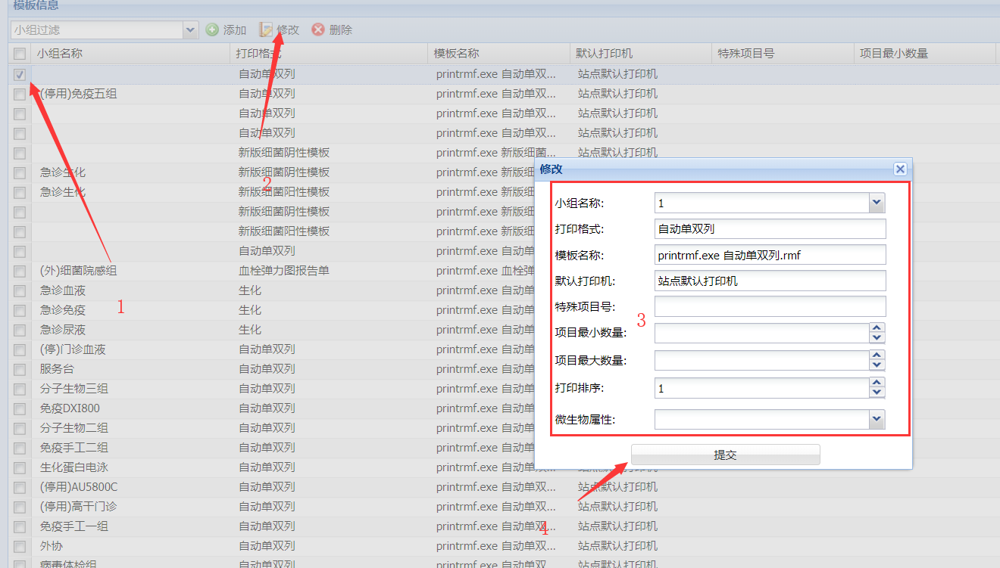 模板信息
小组过滤 添加 修改 删除
小组名称 打印格式 模板名称 默认打印机 特殊项目号 项目最小数量
自动单双列 printrmf.exe 自动单双... 站点默认打印机
(停用)免疫五组 自动单双列 printrmf.exe 自动单双... 站点默认打印机
自动单双列 printrmf.exe 自动单双... 站点默认打印机
自动单双列 printrmf.exe 自动单双... 站点默认打印机
新版细菌阴性模板 printrmf.exe 新版细菌... 站点默认打印机
急诊生化 新版细菌阴性模板 printrmf.exe 新版细
急诊生化 新版细菌阳性模板 printrmf.exe 新版细
新版细菌阴性模板 printrmf.exe 新版细
新版细菌阳性模板 printrmf.exe 新版细
自动单双列 printrmf.exe 自动单
(外)细菌院感组 血栓弹力图报告单 printrmf.exe 血栓弹
急诊血液 生化 printrmf.exe 自动单
急诊免疫 生化 printrmf.exe 自动单
急诊尿液 生化 printrmf.exe 自动单
(停)门诊血液 自动单双列 printrmf.exe 自动单
服务台 自动单双列 printrmf.exe 自动单
分子生物三组 自动单双列 printrmf.exe 自动单
免疫DXI800 自动单双列 printrmf.exe 自动单
分子生物二组 自动单双列 printrmf.exe 自动单
免疫手工二组 自动单双列 printrmf.exe 自动单
生化蛋白电泳 自动单双列 printrmf.exe 自动单双... 站点默认打印机
(停用)AU5800C 自动单双列 printrmf.exe 自动单双... 站点默认打印机
(停用)高干门诊 自动单双列 printrmf.exe 自动单双... 站点默认打印机
免疫手工一组 自动单双列 printrmf.exe 自动单双... 站点默认打印机
外协 自动单双列 printrmf.exe 自动单双... 站点默认打印机
病毒体检组 自动单双列 printrmf.exe 自动单双... 站点默认打印机
修改
小组名称: 1
打印格式: 自动单双列
模板名称: printrmf.exe 自动单双列.rmf
默认打印机: 站点默认打印机
特殊项目号:
项目最小数量:
项目最大数量:
打印排序: 1
微生物属性:
提交
1
2
3
4